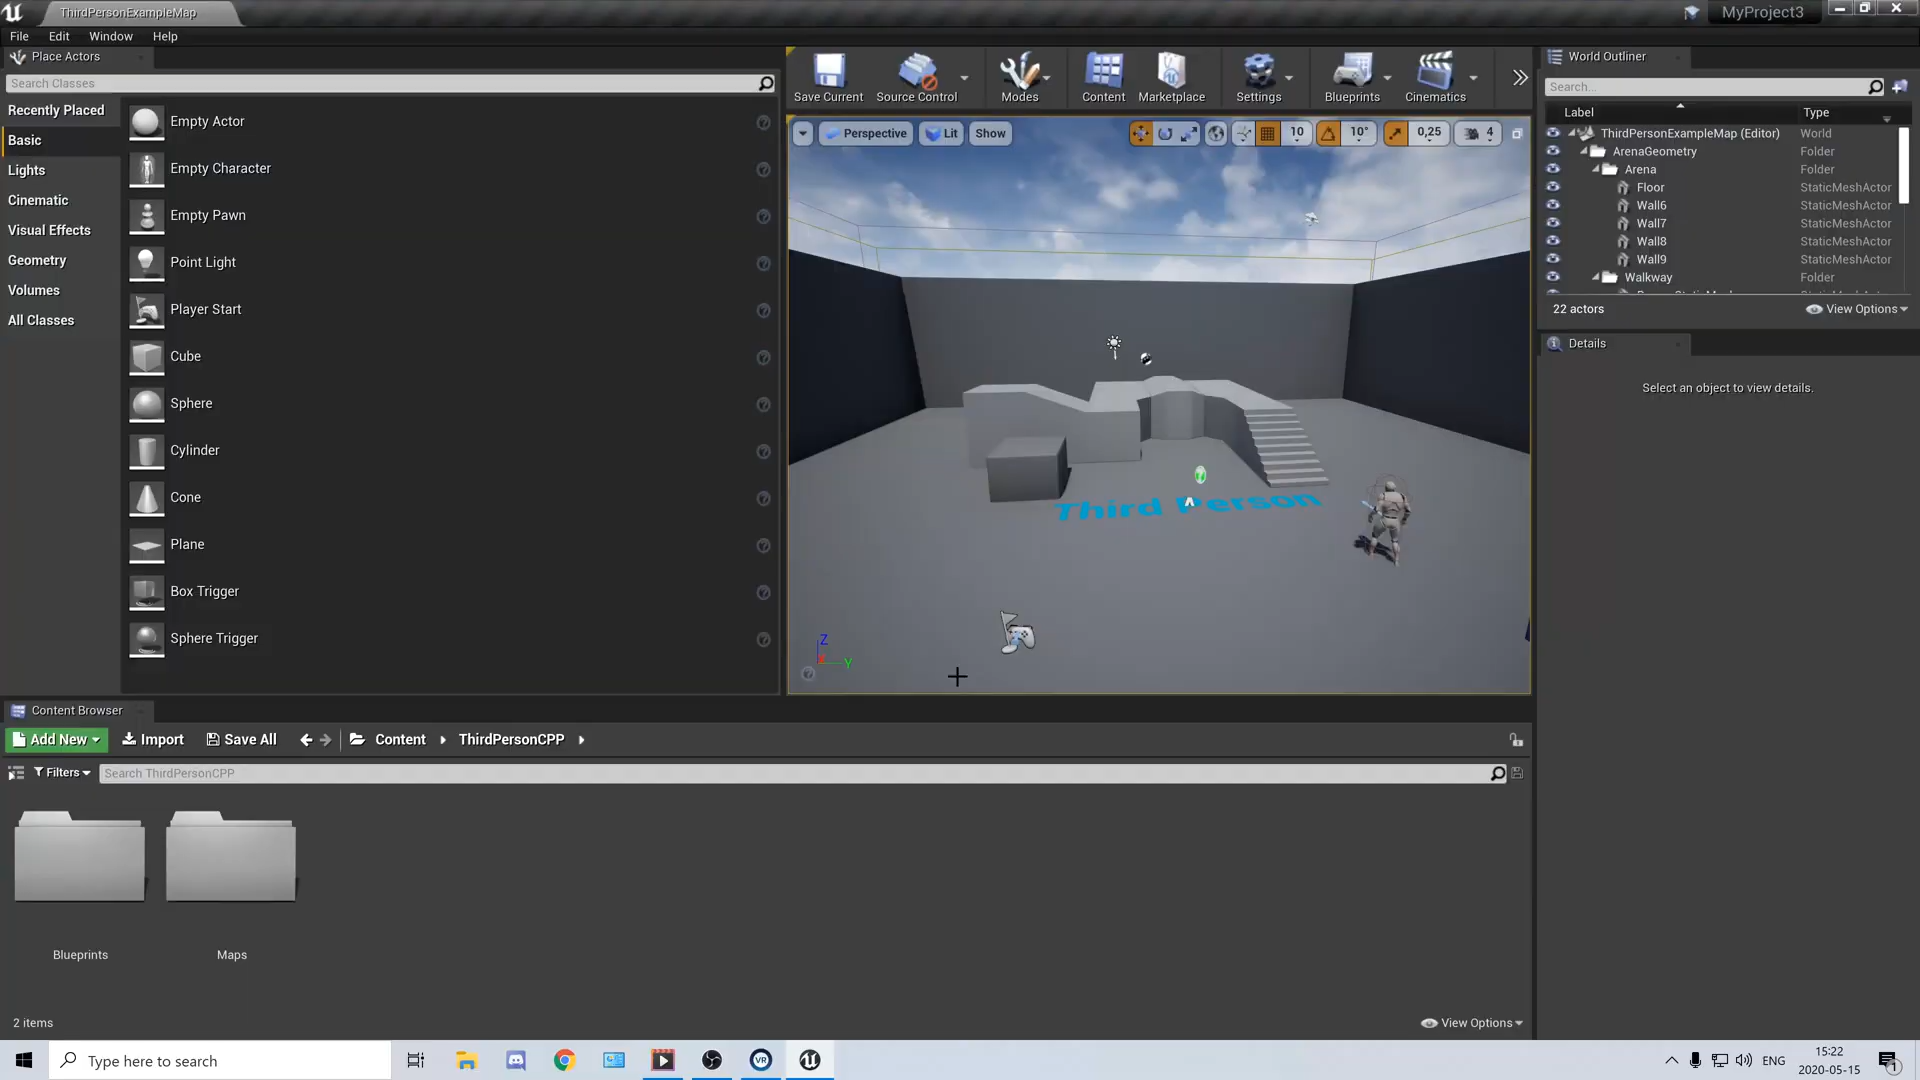 ThirdPersonExampleMap
MyProject3
File Edit Window Help
Place Actors
Search Classes
Recently Placed
Basic
Lights
Cinematic
Visual Effects
Geometry
Volumes
All Classes
Empty Actor
Empty Character
Empty Pawn
Point Light
Player Start
Cube
Sphere
Cylinder
Cone
Plane
Box Trigger
Sphere Trigger
Save Current
Source Control
Modes
Content
Marketplace
Settings
Blueprints
Cinematics
Perspective
Lit
Show
10
10°
0,25
4
Third Person
Z
Y
World Outliner
Search...
Label Type
ThirdPersonExampleMap (Editor) World
ArenaGeometry Folder
Arena Folder
Floor StaticMeshActor
Wall6 StaticMeshActor
Wall7 StaticMeshActor
Wall8 StaticMeshActor
Wall9 StaticMeshActor
Walkway Folder
22 actors
View Options
Details
Select an object to view details.
Content Browser
Add New
Import
Save All
Content
ThirdPersonCPP
Filters
Search ThirdPersonCPP
Blueprints
Maps
2 items
View Options
Type here to search
VR
ENG
15:22
2020-05-15
1